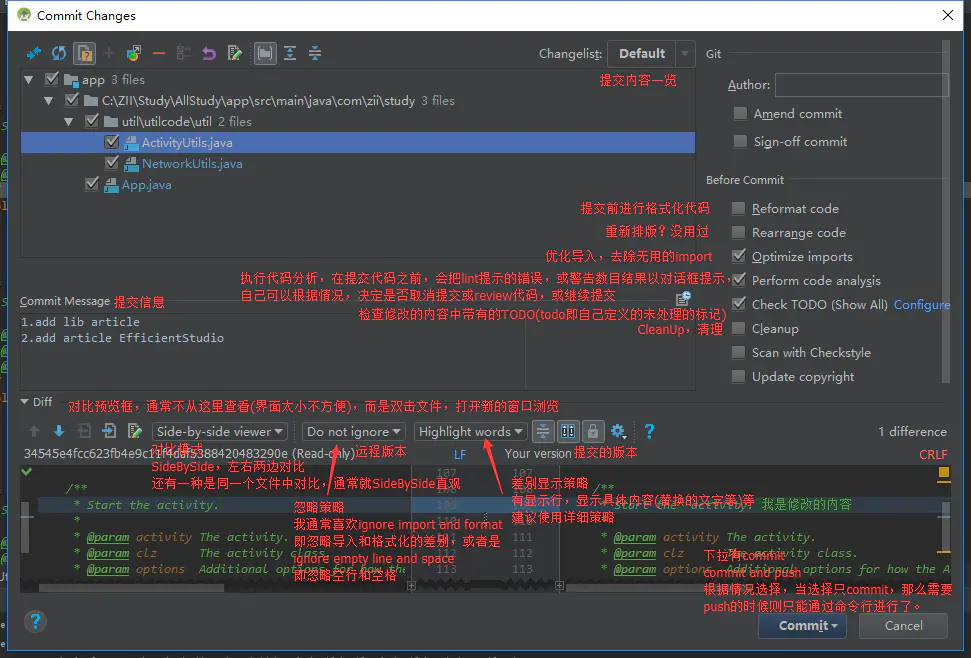 Commit Changes
Changelist: Default Git
提交内容一览
Author:
Amend commit
Sign-off commit
app 3 files
C:\ZII\Study\AllStudy\app\src\main\java\com\zii\study 3 files
util\utilcode\util 2 files
ActivityUtils.java
NetworkUtils.java
App.java
Before Commit
提交前进行格式化代码 Reformat code
重新排版？没用过 Rearrange code
优化导入，去除无用的import Optimize imports
执行代码分析，在提交代码之前，会把lint提示的错误，或警告数目结果以对话框提示， Perform code analysis
自己可以根据情况，决定是否取消提交或review代码，或继续提交
Check TODO (Show All) Configure
检查修改的内容中带有的TODO(todo即自己定义的未处理的标记)
CleanUp，清理 Cleanup
Scan with Checkstyle
Update copyright
Commit Message 提交信息
1.add lib article
2.add article EfficientStudio
Diff 对比预览框，通常不从这里查看(界面太小不方便)，而是双击文件，打开新的窗口浏览
Side-by-side viewer Do not ignore Highlight words ? 1 difference
34545e4fcc623fb4e9c11f4daf53884204832 90e (Read-only) 远程版本 LF Your version 提交的版本 CRLF
对比模式
SideBySide，左右两边对比
还有一种是同一个文件中对比，通常就SideBySide直观
差别显示策略
有显示行，显示具体内容(替换的文字等)等
建议使用详细策略
忽略策略
我通常喜欢ignore import and format
即忽略导入和格式化的差别，或者是
ignore empty line and space
即忽略空行和空格
/**
* Start the activity.
*
* @param activity The activity.
* @param clz The activity class.
* @param options Additional options for how the
107
111
112
113
107
111
112
113
/**
* Start the activity. 我是修改的内容
*
* @param activity The activity.
* @param clz The activity class.
* @param options Additional options for how the A
下拉有commit
commit and push
根据情况选择，当选择只commit，那么需要
push的时候则只能通过命令行进行了。
?
Commit Cancel